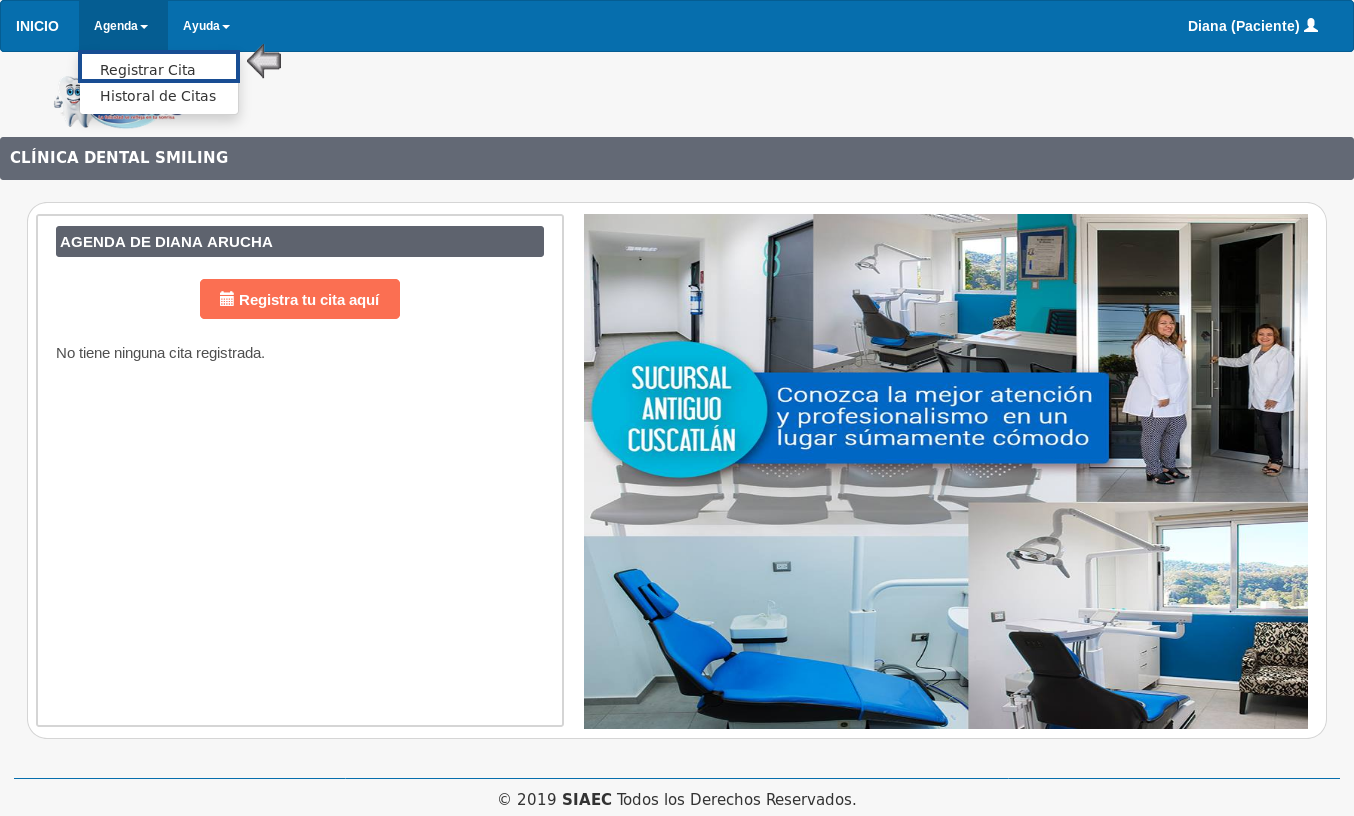 INICIO Agenda Ayuda Diana (Paciente)
Registrar Cita
Historal de Citas
CLÍNICA DENTAL SMILING
AGENDA DE DIANA ARUCHA
Registra tu cita aquí
No tiene ninguna cita registrada.
SUCURSAL
ANTIGUO
CUSCATLÁN
Conozca la mejor atención
y profesionalismo en un
lugar súmamente cómodo
© 2019 SIAEC Todos los Derechos Reservados.